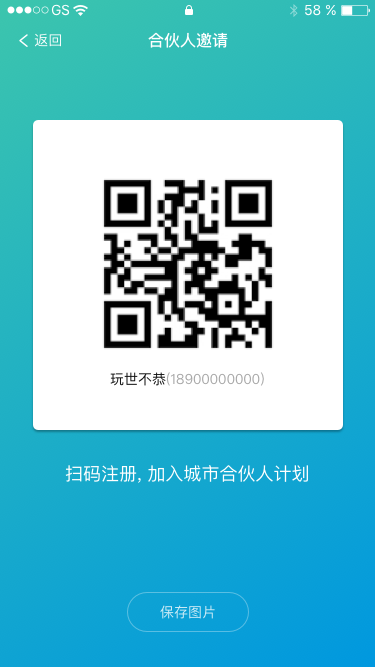 GS 58 %
返回 合伙人邀请
玩世不恭(18900000000)
扫码注册, 加入城市合伙人计划
保存图片